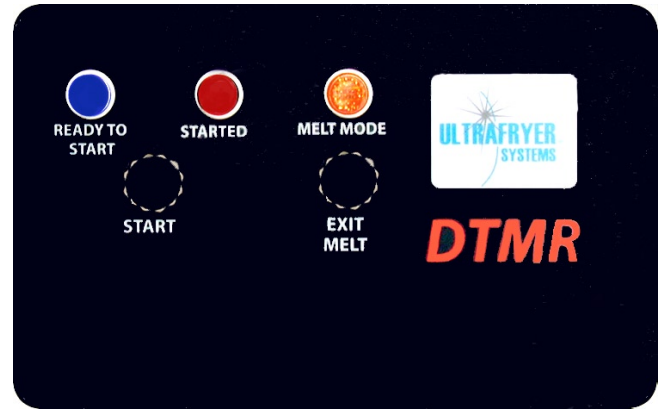 READY TO
START
STARTED
MELT MODE
START
EXIT
MELT
ULTRAFRYER
SYSTEMS
DTMR